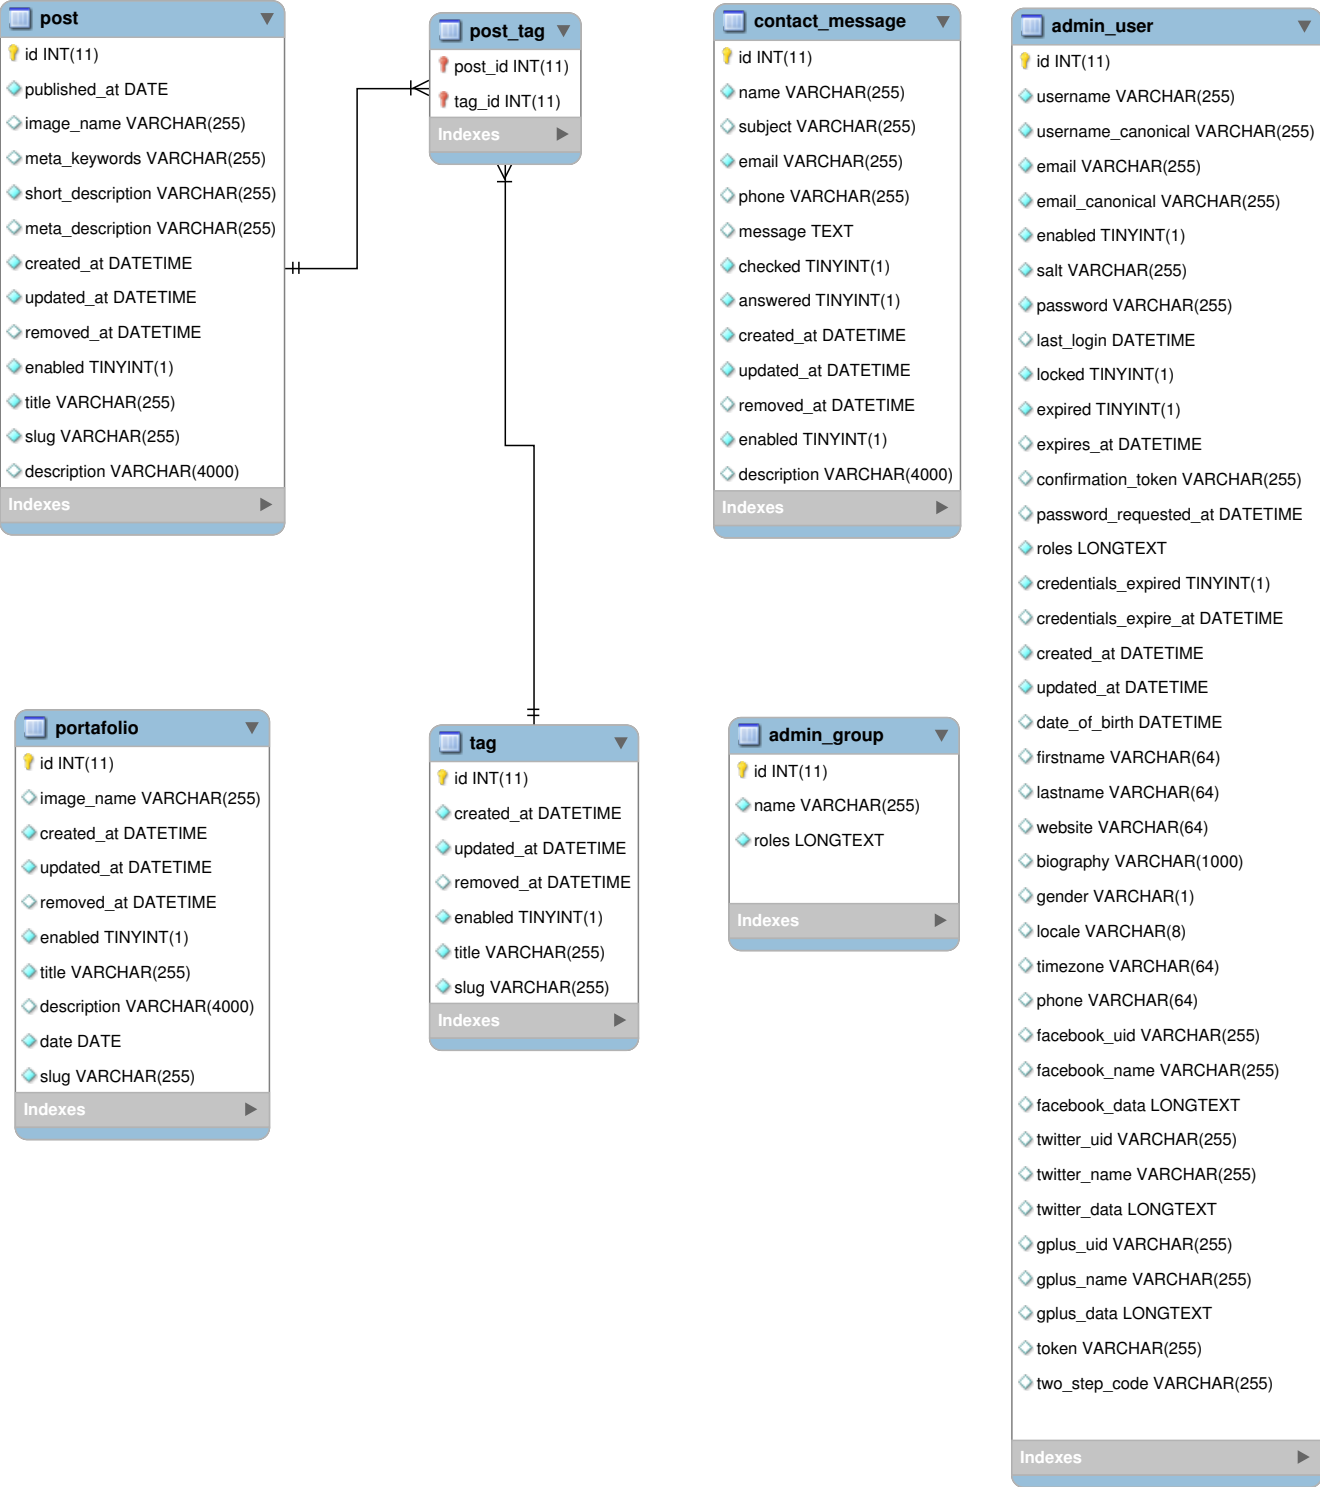 post
id INT(11)
published_at DATE
image_name VARCHAR(255)
meta_keywords VARCHAR(255)
short_description VARCHAR(255)
meta_description VARCHAR(255)
created_at DATETIME
updated_at DATETIME
removed_at DATETIME
enabled TINYINT(1)
title VARCHAR(255)
slug VARCHAR(255)
description VARCHAR(4000)
Indexes
post_tag
post_id INT(11)
tag_id INT(11)
Indexes
contact_message
id INT(11)
name VARCHAR(255)
subject VARCHAR(255)
email VARCHAR(255)
phone VARCHAR(255)
message TEXT
checked TINYINT(1)
answered TINYINT(1)
created_at DATETIME
updated_at DATETIME
removed_at DATETIME
enabled TINYINT(1)
description VARCHAR(4000)
Indexes
admin_user
id INT(11)
username VARCHAR(255)
username_canonical VARCHAR(255)
email VARCHAR(255)
email_canonical VARCHAR(255)
enabled TINYINT(1)
salt VARCHAR(255)
password VARCHAR(255)
last_login DATETIME
locked TINYINT(1)
expired TINYINT(1)
expires_at DATETIME
confirmation_token VARCHAR(255)
password_requested_at DATETIME
roles LONGTEXT
credentials_expired TINYINT(1)
credentials_expire_at DATETIME
created_at DATETIME
updated_at DATETIME
date_of_birth DATETIME
firstname VARCHAR(64)
lastname VARCHAR(64)
website VARCHAR(64)
biography VARCHAR(1000)
gender VARCHAR(1)
locale VARCHAR(8)
timezone VARCHAR(64)
phone VARCHAR(64)
facebook_uid VARCHAR(255)
facebook_name VARCHAR(255)
facebook_data LONGTEXT
twitter_uid VARCHAR(255)
twitter_name VARCHAR(255)
twitter_data LONGTEXT
gplus_uid VARCHAR(255)
gplus_name VARCHAR(255)
gplus_data LONGTEXT
token VARCHAR(255)
two_step_code VARCHAR(255)
Indexes
portafolio
id INT(11)
image_name VARCHAR(255)
created_at DATETIME
updated_at DATETIME
removed_at DATETIME
enabled TINYINT(1)
title VARCHAR(255)
description VARCHAR(4000)
date DATE
slug VARCHAR(255)
Indexes
tag
id INT(11)
created_at DATETIME
updated_at DATETIME
removed_at DATETIME
enabled TINYINT(1)
title VARCHAR(255)
slug VARCHAR(255)
Indexes
admin_group
id INT(11)
name VARCHAR(255)
roles LONGTEXT
Indexes